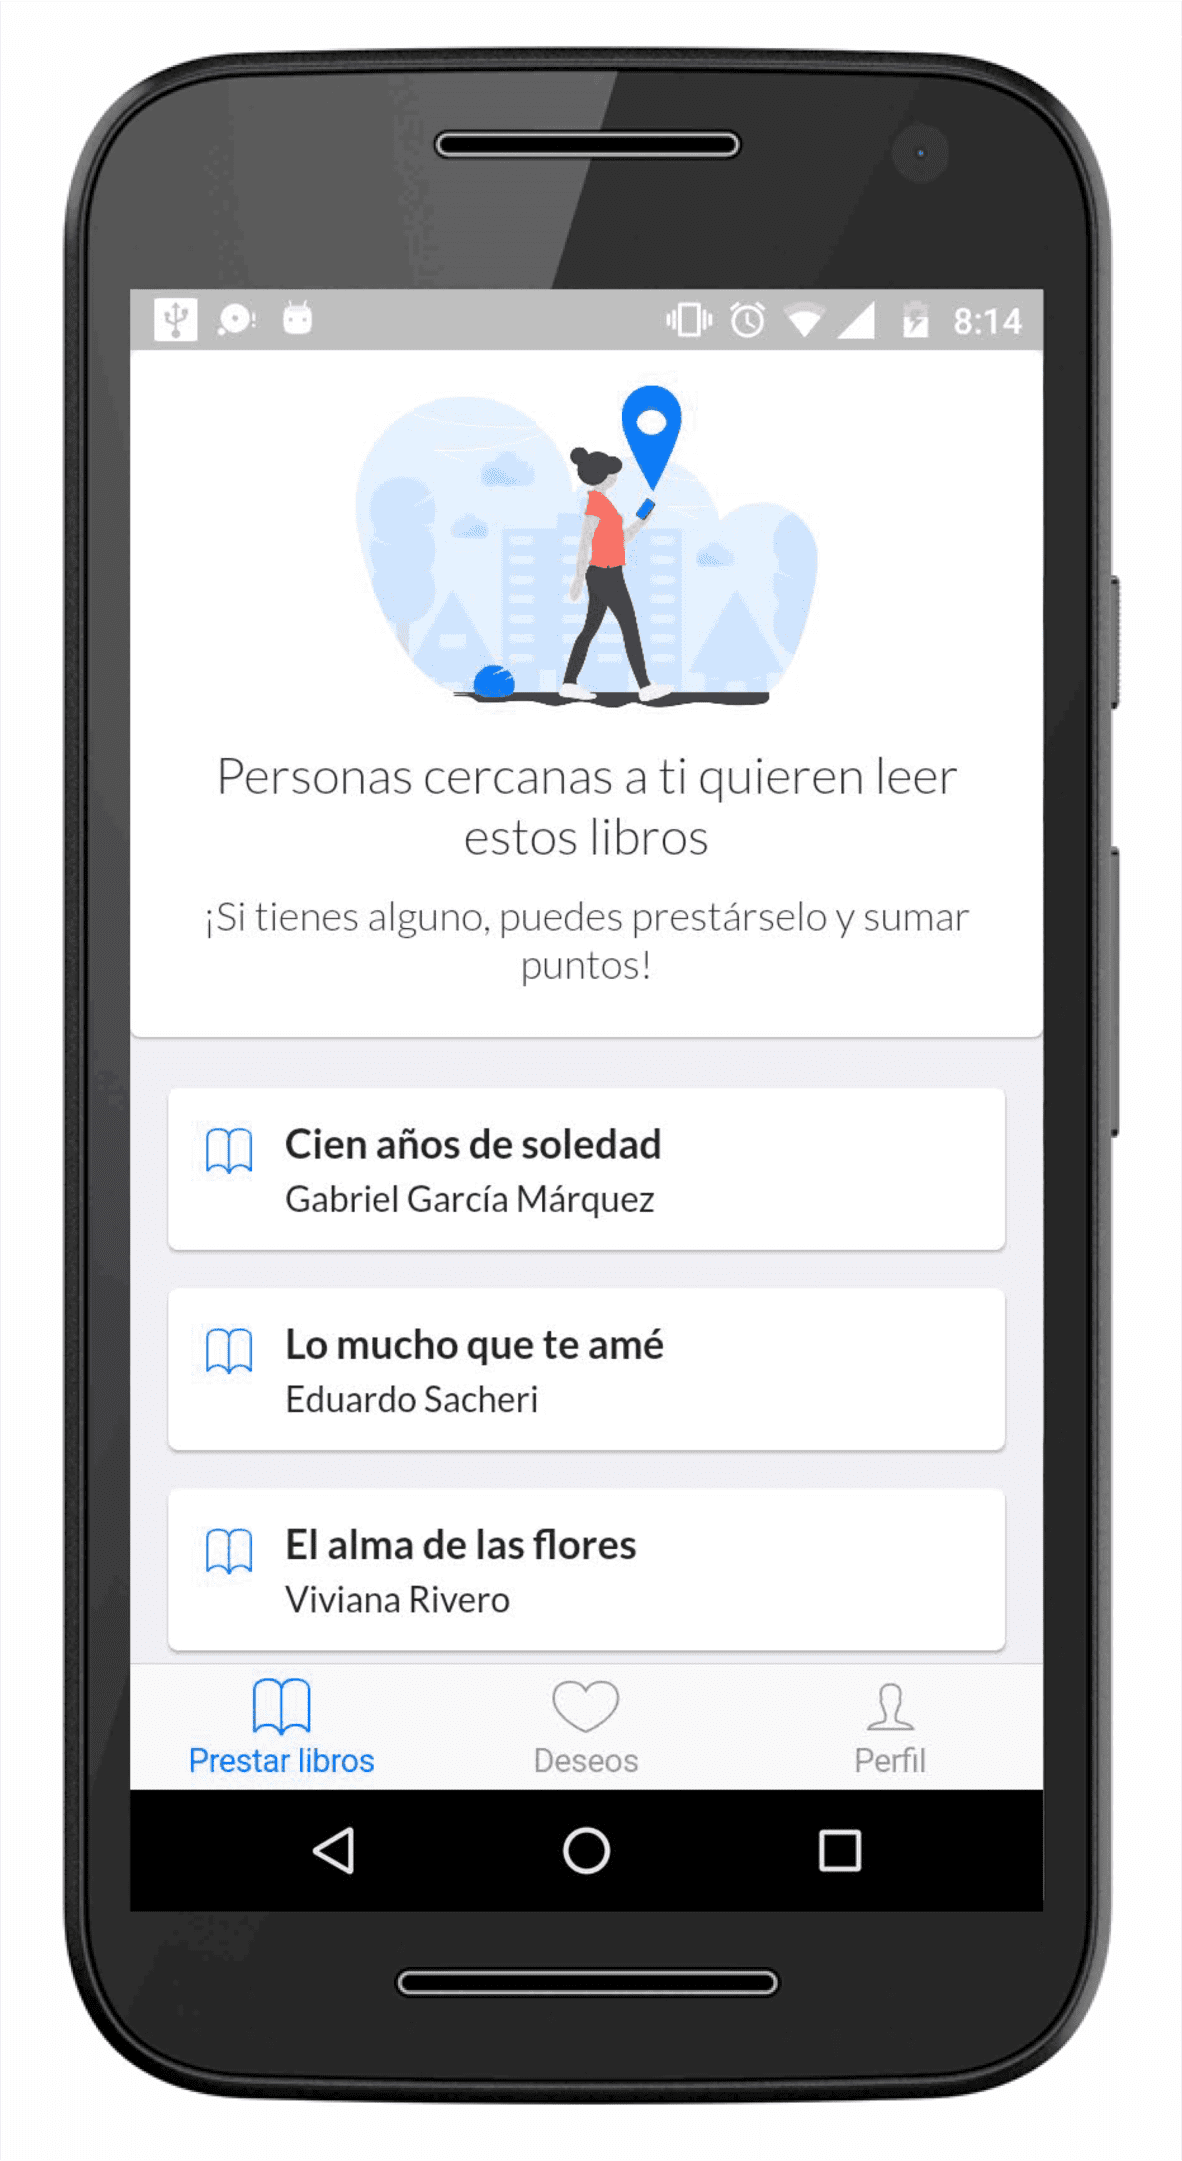 8:14
Personas cercanas a ti quieren leer
estos libros
¡Si tienes alguno, puedes prestárselo y sumar
puntos!
Cien años de soledad
Gabriel García Márquez
Lo mucho que te amé
Eduardo Sacheri
El alma de las flores
Viviana Rivero
Prestar libros
Deseos
Perfil